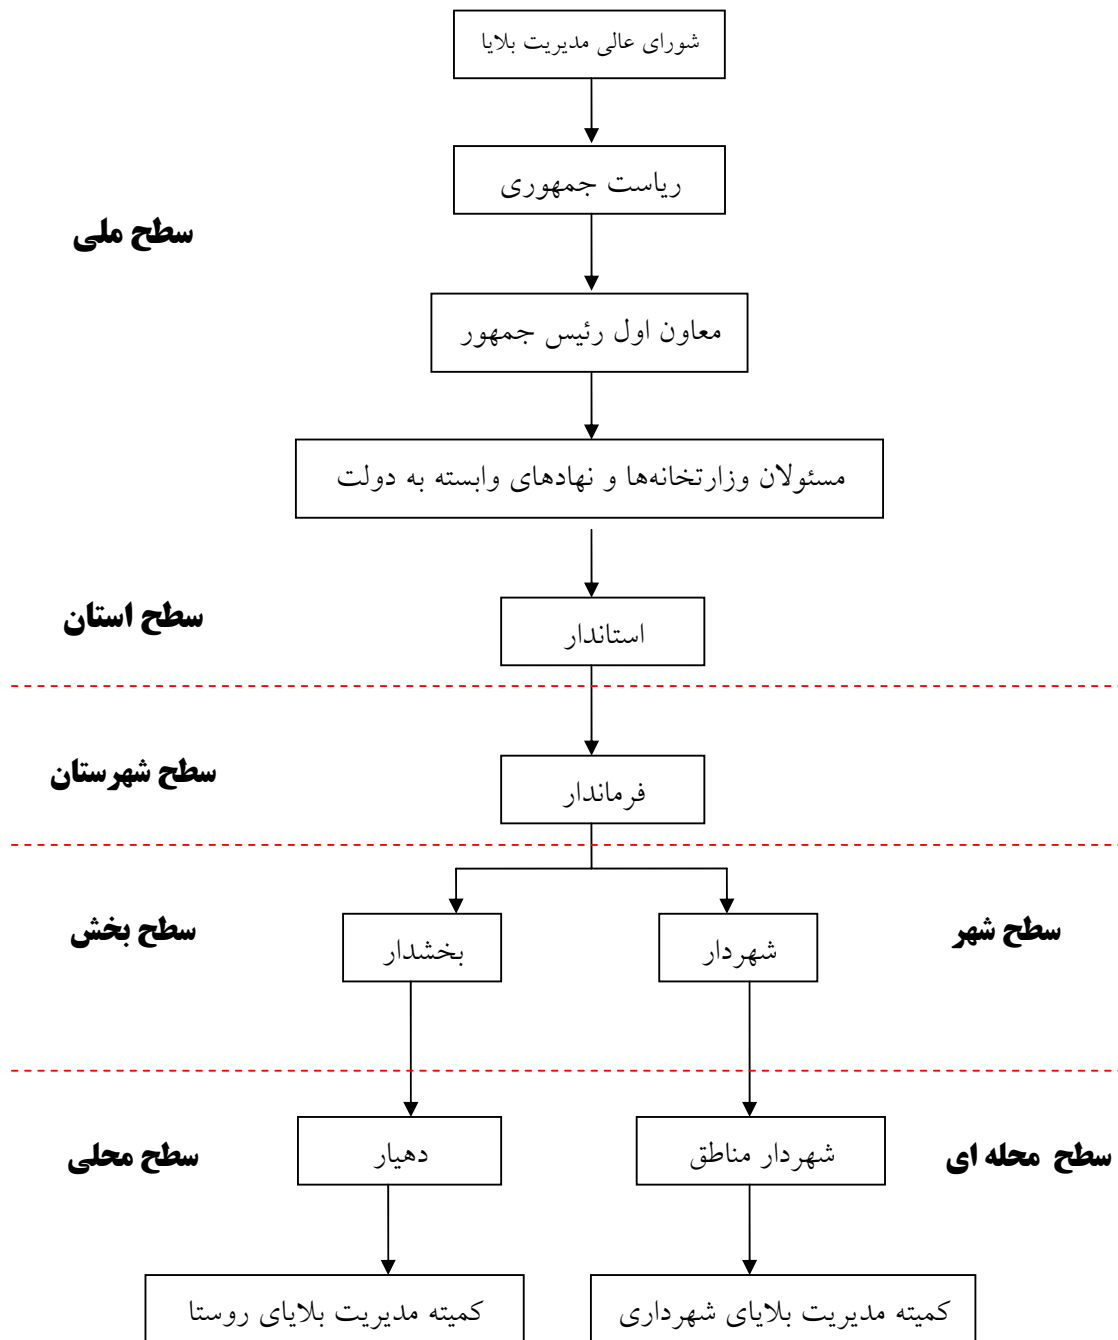 شورای عالی مدیریت بلایا
ریاست جمهوری
سطح ملی
معاون اول رئیس جمهور
مسئولان وزارتخانه‌ها و نهادهای وابسته به دولت
سطح استان
استاندار
سطح شهرستان
فرماندار
سطح شهر
شهردار
بخشدار
سطح بخش
سطح محله ای
شهردار مناطق
دهیار
سطح محلی
کمیته مدیریت بلایای شهرداری
کمیته مدیریت بلایای روستا